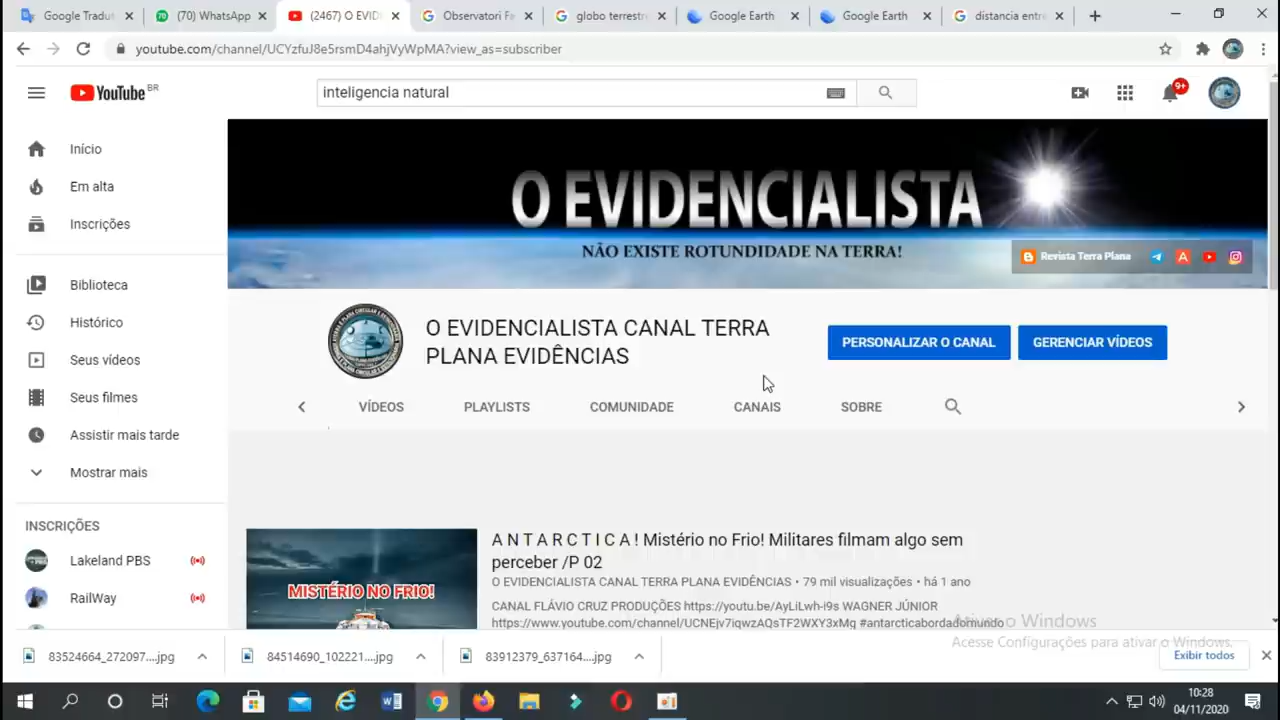 Google Tradut
(70) WhatsApp
(2467) O EVID
Observatori Fa
globo terrestre
Google Earth
Google Earth
distancia entre
youtube.com/channel/UCYzfuJ8e5rsmD4ahjVyWpMA?view_as=subscriber
YouTube BR
inteligencia natural
9+
Início
Em alta
Inscrições
Biblioteca
Histórico
Seus vídeos
Seus filmes
Assistir mais tarde
Mostrar mais
INSCRIÇÕES
Lakeland PBS
RailWay
O EVIDENCIALISTA
NÃO EXISTE ROTUNDIDADE NA TERRA!
Revista Terra Plana
O EVIDENCIALISTA CANAL TERRA
PLANA EVIDÊNCIAS
PERSONALIZAR O CANAL
GERENCIAR VÍDEOS
VÍDEOS
PLAYLISTS
COMUNIDADE
CANAIS
SOBRE
MISTÉRIO NO FRIO!
A N T A R C T I C A ! Mistério no Frio! Militares filmam algo sem
perceber /P 02
O EVIDENCIALISTA CANAL TERRA PLANA EVIDÊNCIAS • 79 mil visualizações • há 1 ano
CANAL FLÁVIO CRUZ PRODUÇÕES https://youtu.be/AyLiLwh-i9s WAGNER JÚNIOR
https://www.youtube.com/channel/UCNEjv7iqwzAQsTF2WXY3xMg #antarcticabordadomundo
Ativar o Windows
Acesse Configurações para ativar o Windows.
83524664_272097....jpg
84514690_102221....jpg
83912379_637164....jpg
Exibir todos
10:28
04/11/2020